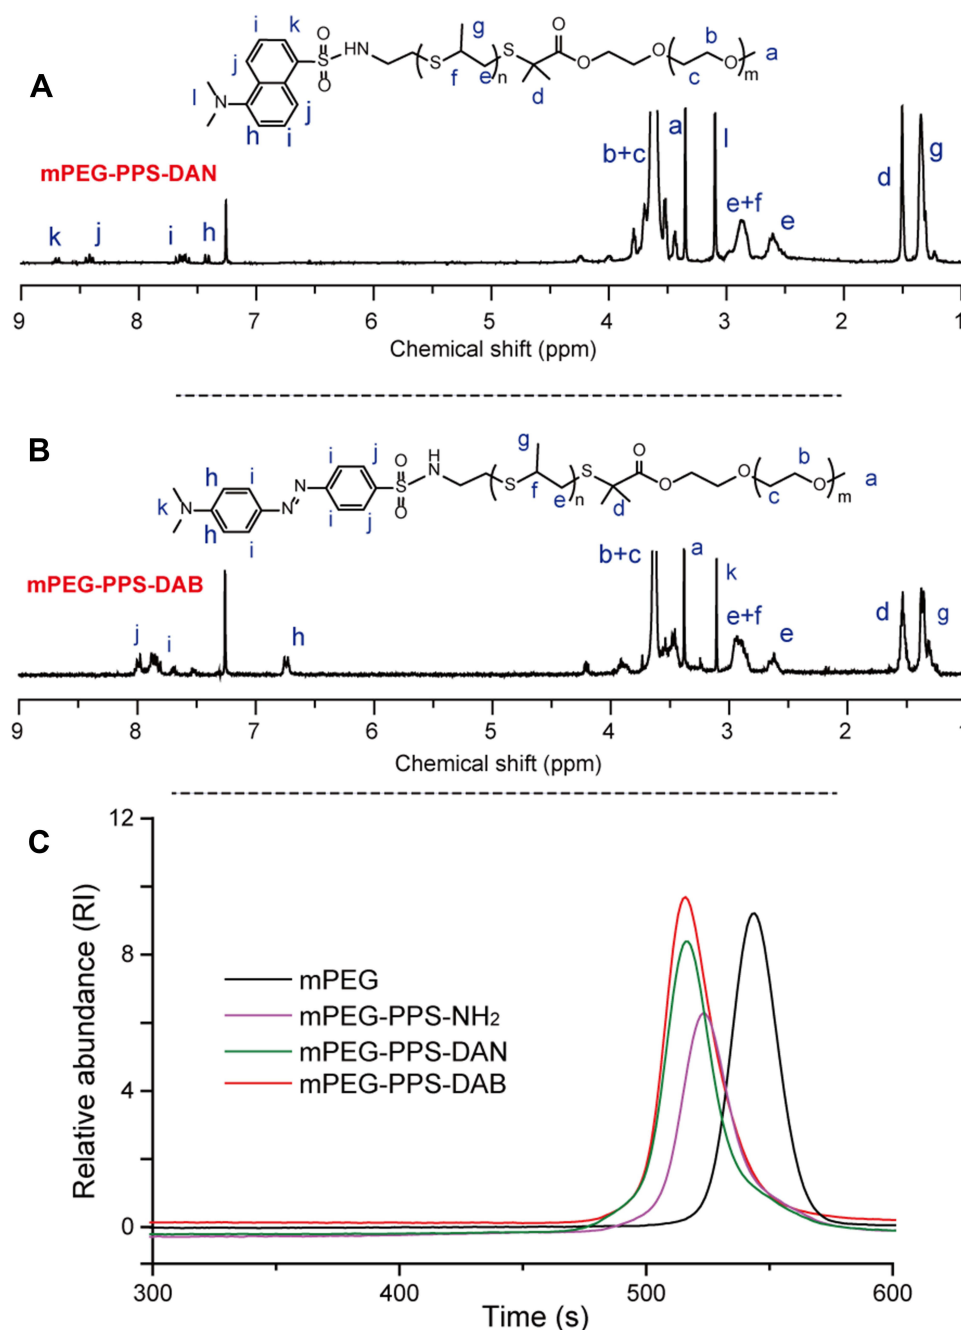 A
i k O H g O b a
N
j S S S O O O
O f e n O c m
N j d
l h i
mPEG-PPS-DAN
k j i h b+c a l e+f e d g
9 8 7 6 5 4 3 2 1
Chemical shift (ppm)
B
h i N i j O H g O b a
N
k N N S S S O O O
O f e n c m
h i i j d
mPEG-PPS-DAB
j i h b+c a k e+f e d g
9 8 7 6 5 4 3 2 1
Chemical shift (ppm)
C
12
8
4
0
Relative abundance (RI)
mPEG
mPEG-PPS-NH₂
mPEG-PPS-DAN
mPEG-PPS-DAB
300 400 500 600
Time (s)